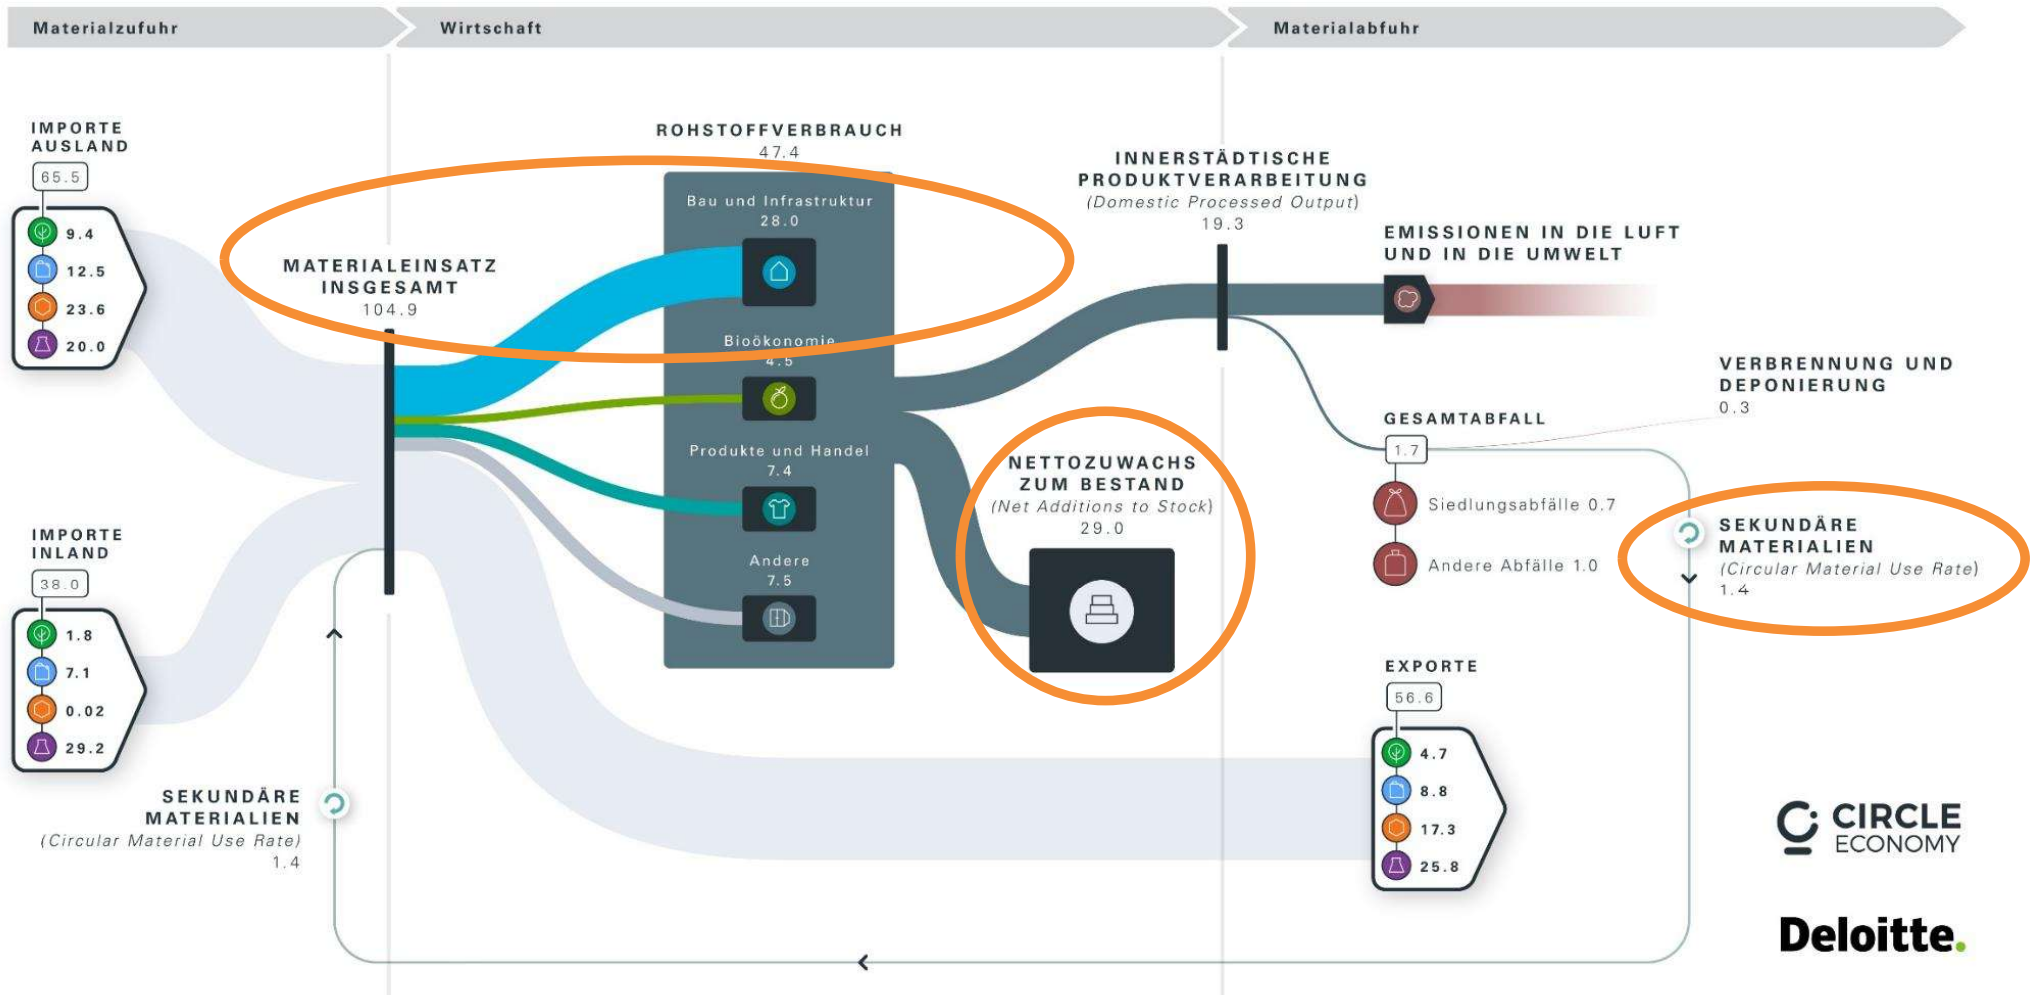 Materialzufuhr
Wirtschaft
Materialabfuhr
IMPORTE
AUSLAND
65.5
9.4
12.5
23.6
20.0
IMPORTE
INLAND
38.0
1.8
7.1
0.02
29.2
SEKUNDÄRE
MATERIALIEN
(Circular Material Use Rate)
1.4
MATERIALEINSATZ
INSGESAMT
104.9
ROHSTOFFVERBRAUCH
47.4
Bau und Infrastruktur
28.0
Bioökonomie
4.5
Produkte und Handel
7.4
Andere
7.5
NETTOZUWACHS
ZUM BESTAND
(Net Additions to Stock)
29.0
INNERSTÄDTISCHE
PRODUKTVERARBEITUNG
(Domestic Processed Output)
19.3
EMISSIONEN IN DIE LUFT
UND IN DIE UMWELT
VERBRENNUNG UND
DEPONIERUNG
0.3
GESAMTABFALL
1.7
Siedlungsabfälle 0.7
Andere Abfälle 1.0
SEKUNDÄRE
MATERIALIEN
(Circular Material Use Rate)
1.4
EXPORTE
56.6
4.7
8.8
17.3
25.8
CIRCLE
ECONOMY
Deloitte.